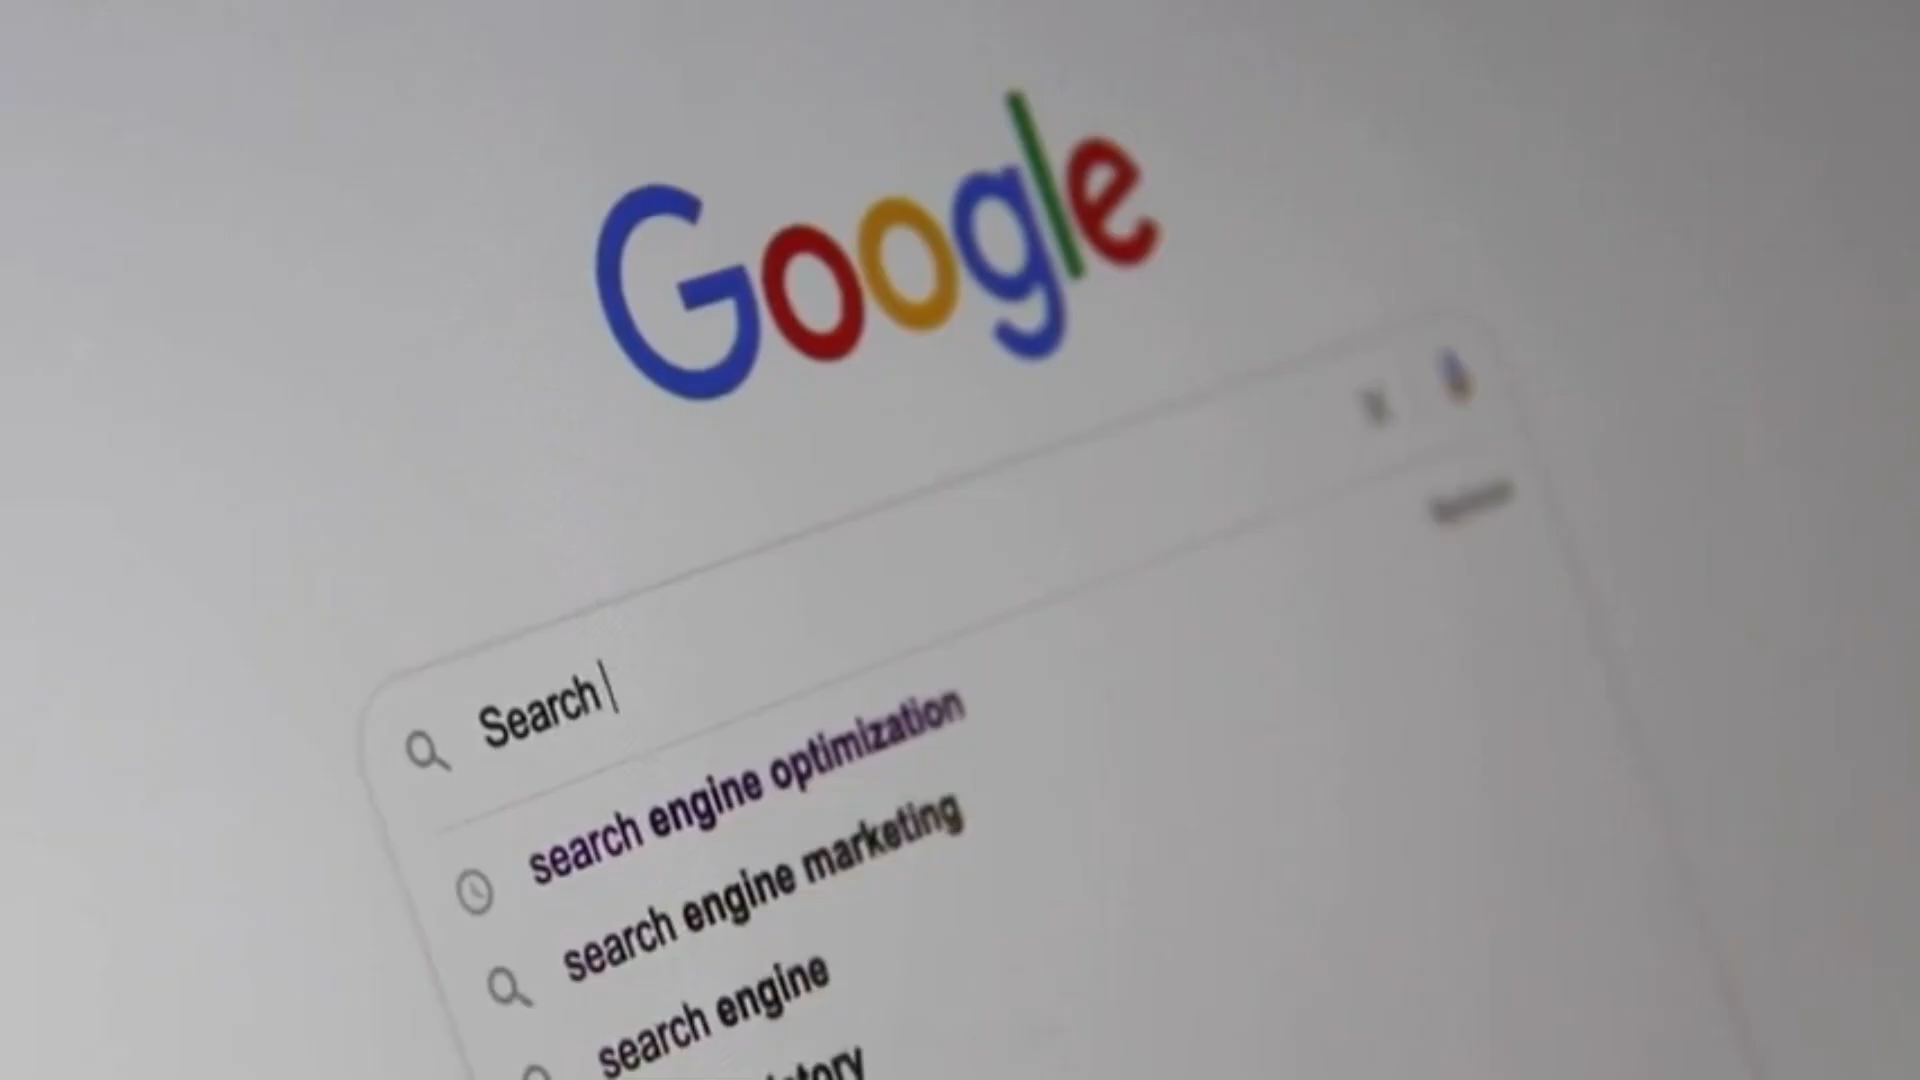 Google
Search
search engine optimization
search engine marketing
search engine